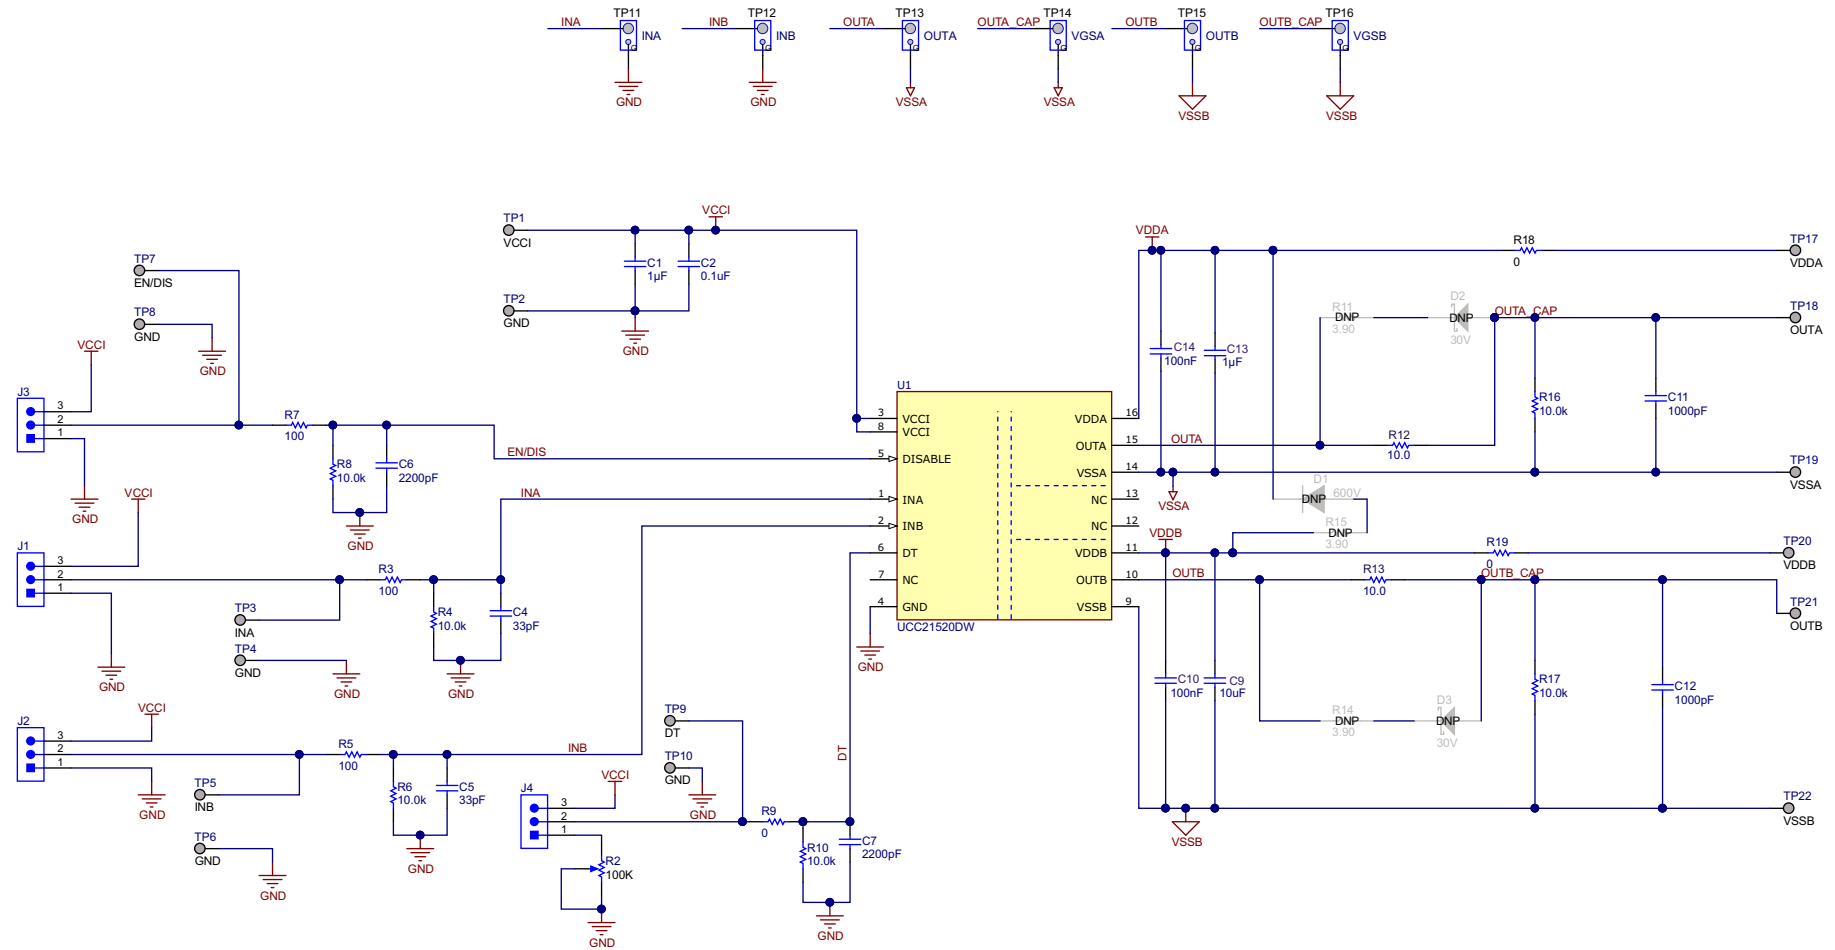 TP11 TP12 TP13 TP14 TP15 TP16
INA INB OUTA OUTA_CAP OUTB OUTB_CAP
INA INB OUTA VGSA OUTB VGSB
G G G G G G
GND GND VSSA VSSA VSSB VSSB
TP1
VCCI
VCCI
C1
1µF
C2
0.1uF
TP2
GND
GND
TP7
EN/DIS
TP8
GND
GND
VCCI
J3
3
2
1
GND
R7
100
R8
10.0k
C6
2200pF
GND
EN/DIS
VCCI
J1
3
2
1
GND
R3
100
TP3
INA
TP4
GND
GND
R4
10.0k
C4
33pF
GND
INA
VCCI
J2
3
2
1
GND
R5
100
TP5
INB
TP6
GND
GND
R6
10.0k
C5
33pF
GND
INB
TP9
DT
TP10
GND
GND
J4
3
2
1
VCCI
R2
100K
GND
R9
0
R10
10.0k
C7
2200pF
GND
DT
U1
3 VCCI
8 VCCI
5 DISABLE
1 INA
2 INB
6 DT
7 NC
4 GND
GND
VDDA 16
OUTA 15
VSSA 14
NC 13
NC 12
VDDB 11
OUTB 10
VSSB 9
UCC21520DW
VDDA
R18
0
TP17
VDDA
C14
100nF
C13
1µF
R11
DNP
3.90
D2
DNP
30V
OUTA_CAP
TP18
OUTA
R16
10.0k
C11
1000pF
OUTA
R12
10.0
TP19
VSSA
VSSA
D1
DNP
600V
R15
DNP
3.90
VDDB
R19
0
TP20
VDDB
OUTB
R13
10.0
OUTB_CAP
TP21
OUTB
C10
100nF
C9
10uF
R14
DNP
3.90
D3
DNP
30V
R17
10.0k
C12
1000pF
TP22
VSSB
VSSB